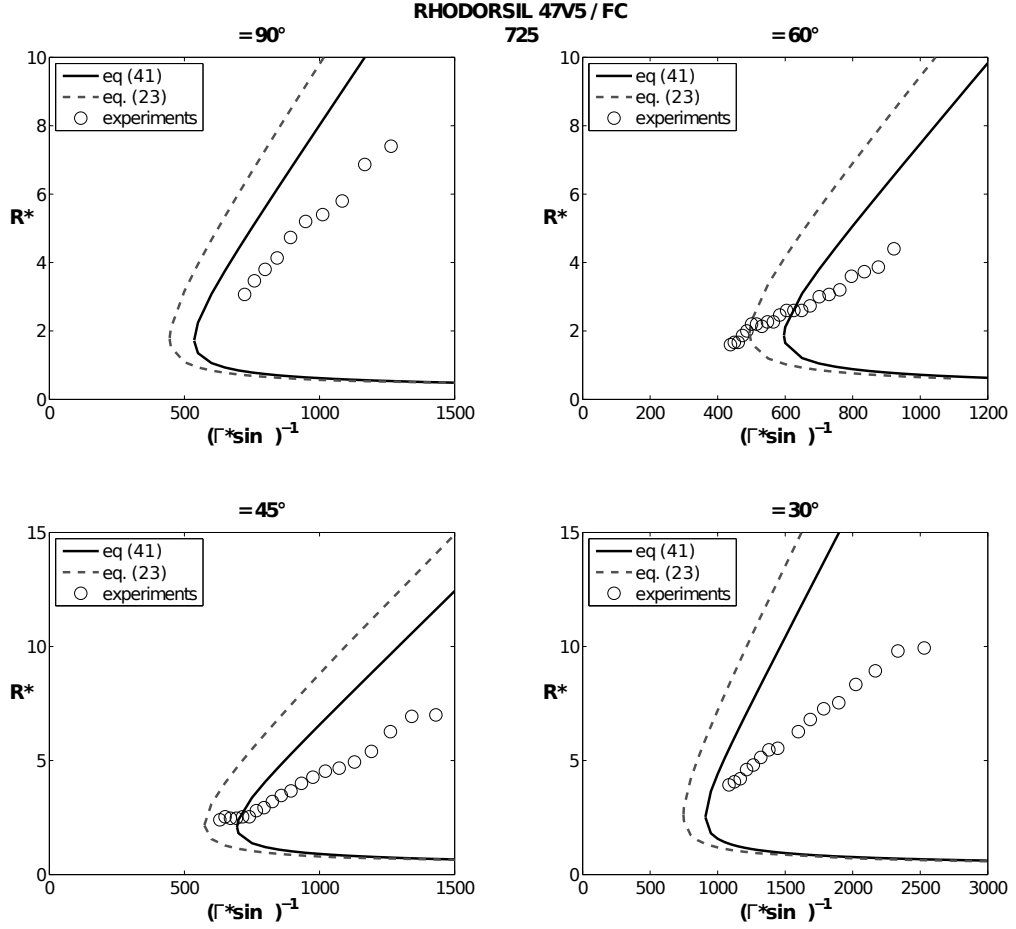 RHODORSIL 47V5 / FC
725
= 90°
eq (41)
eq. (23)
experiments
R*
10
8
6
4
2
0
0 500 1000 1500
(Γ*sin )⁻¹
= 60°
eq (41)
eq. (23)
experiments
R*
10
8
6
4
2
0
0 200 400 600 800 1000 1200
(Γ*sin )⁻¹
= 45°
eq (41)
eq. (23)
experiments
R*
15
10
5
0
0 500 1000 1500
(Γ*sin )⁻¹
= 30°
eq (41)
eq. (23)
experiments
R*
15
10
5
0
0 500 1000 1500 2000 2500 3000
(Γ*sin )⁻¹